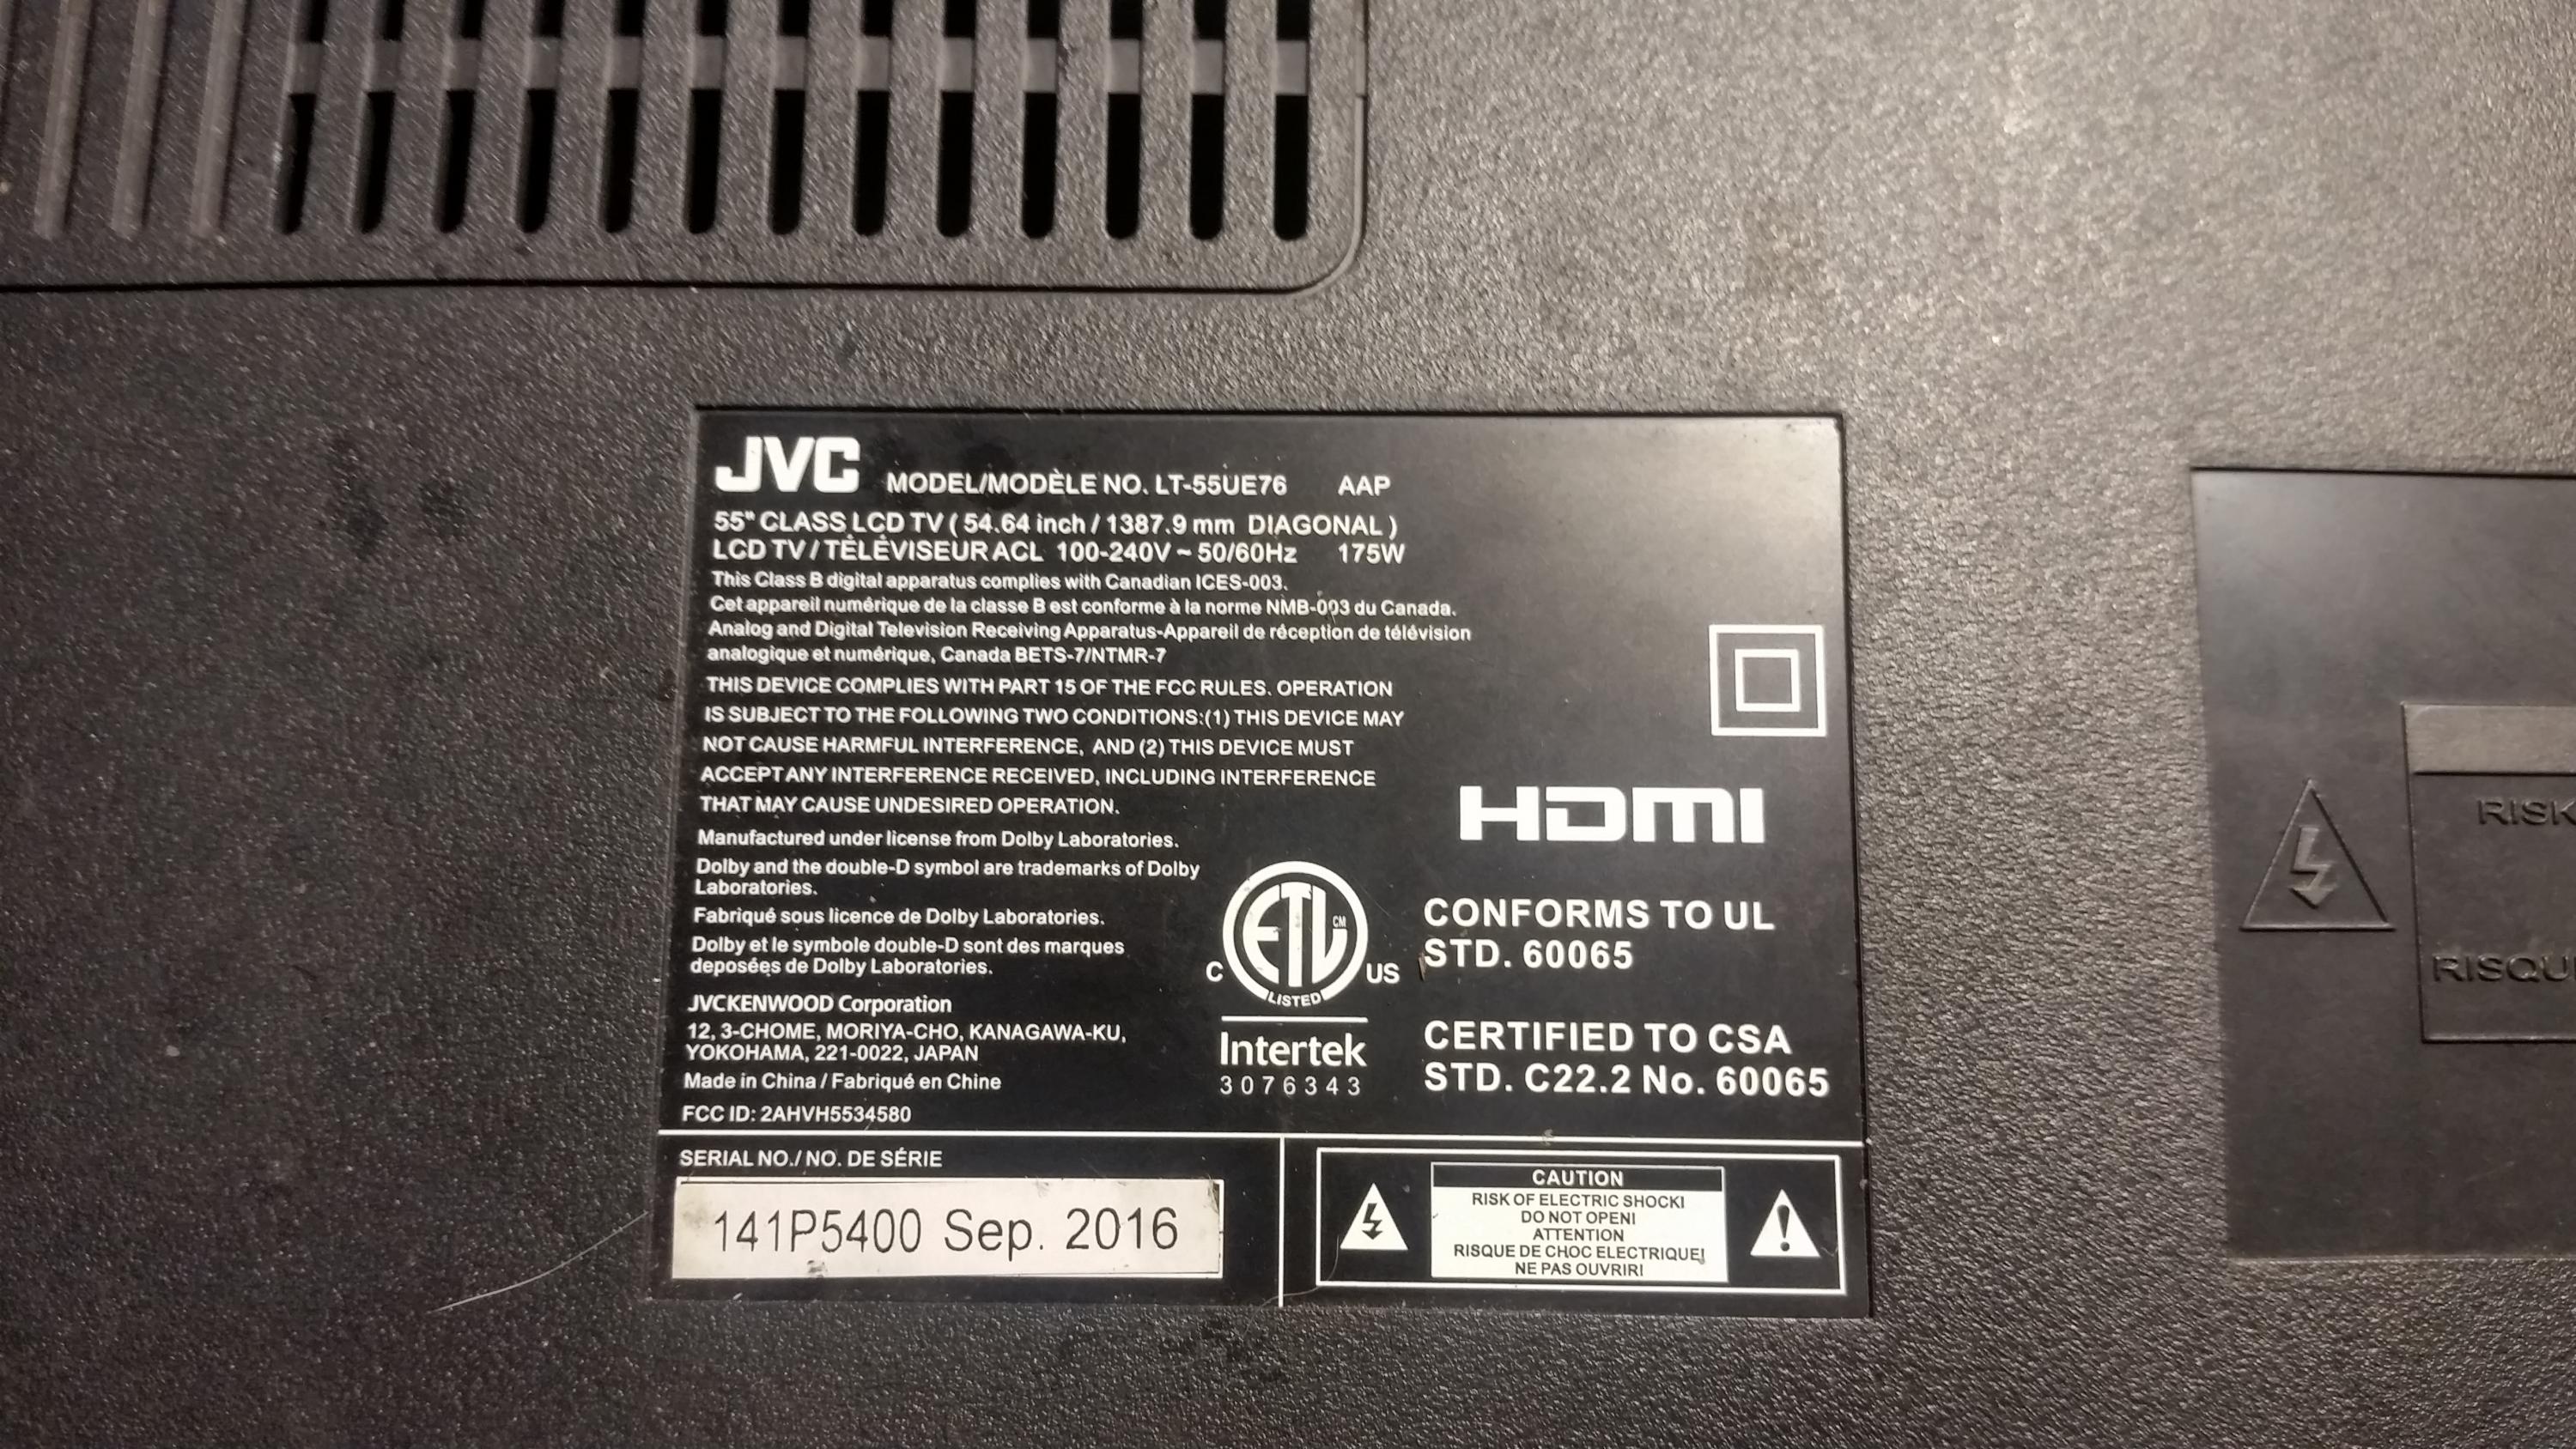 JVC MODEL/MODÈLE NO. LT-55UE76 AAP
55" CLASS LCD TV ( 54.64 inch / 1387.9 mm DIAGONAL )
LCD TV / TÉLÉVISEUR ACL 100-240V ~ 50/60Hz 175W
This Class B digital apparatus complies with Canadian ICES-003.
Cet appareil numérique de la classe B est conforme à la norme NMB-003 du Canada.
Analog and Digital Television Receiving Apparatus-Appareil de réception de télévision
analogique et numérique, Canada BETS-7/NTMR-7
THIS DEVICE COMPLIES WITH PART 15 OF THE FCC RULES. OPERATION
IS SUBJECT TO THE FOLLOWING TWO CONDITIONS:(1) THIS DEVICE MAY
NOT CAUSE HARMFUL INTERFERENCE, AND (2) THIS DEVICE MUST
ACCEPT ANY INTERFERENCE RECEIVED, INCLUDING INTERFERENCE
THAT MAY CAUSE UNDESIRED OPERATION.
Manufactured under license from Dolby Laboratories.
Dolby and the double-D symbol are trademarks of Dolby
Laboratories.
Fabriqué sous licence de Dolby Laboratories.
Dolby et le symbole double-D sont des marques
deposées de Dolby Laboratories.
JVCKENWOOD Corporation
12, 3-CHOME, MORIYA-CHO, KANAGAWA-KU,
YOKOHAMA, 221-0022, JAPAN
Made in China / Fabriqué en Chine
FCC ID: 2AHVH5534580
HDMI
C ETL CM US
LISTED
Intertek
3076343
CONFORMS TO UL
STD. 60065
CERTIFIED TO CSA
STD. C22.2 No. 60065
SERIAL NO./ NO. DE SÉRIE
141P5400 Sep. 2016
CAUTION
RISK OF ELECTRIC SHOCKI
DO NOT OPENI
ATTENTION
RISQUE DE CHOC ELECTRIQUE!
NE PAS OUVRIRI
RISK